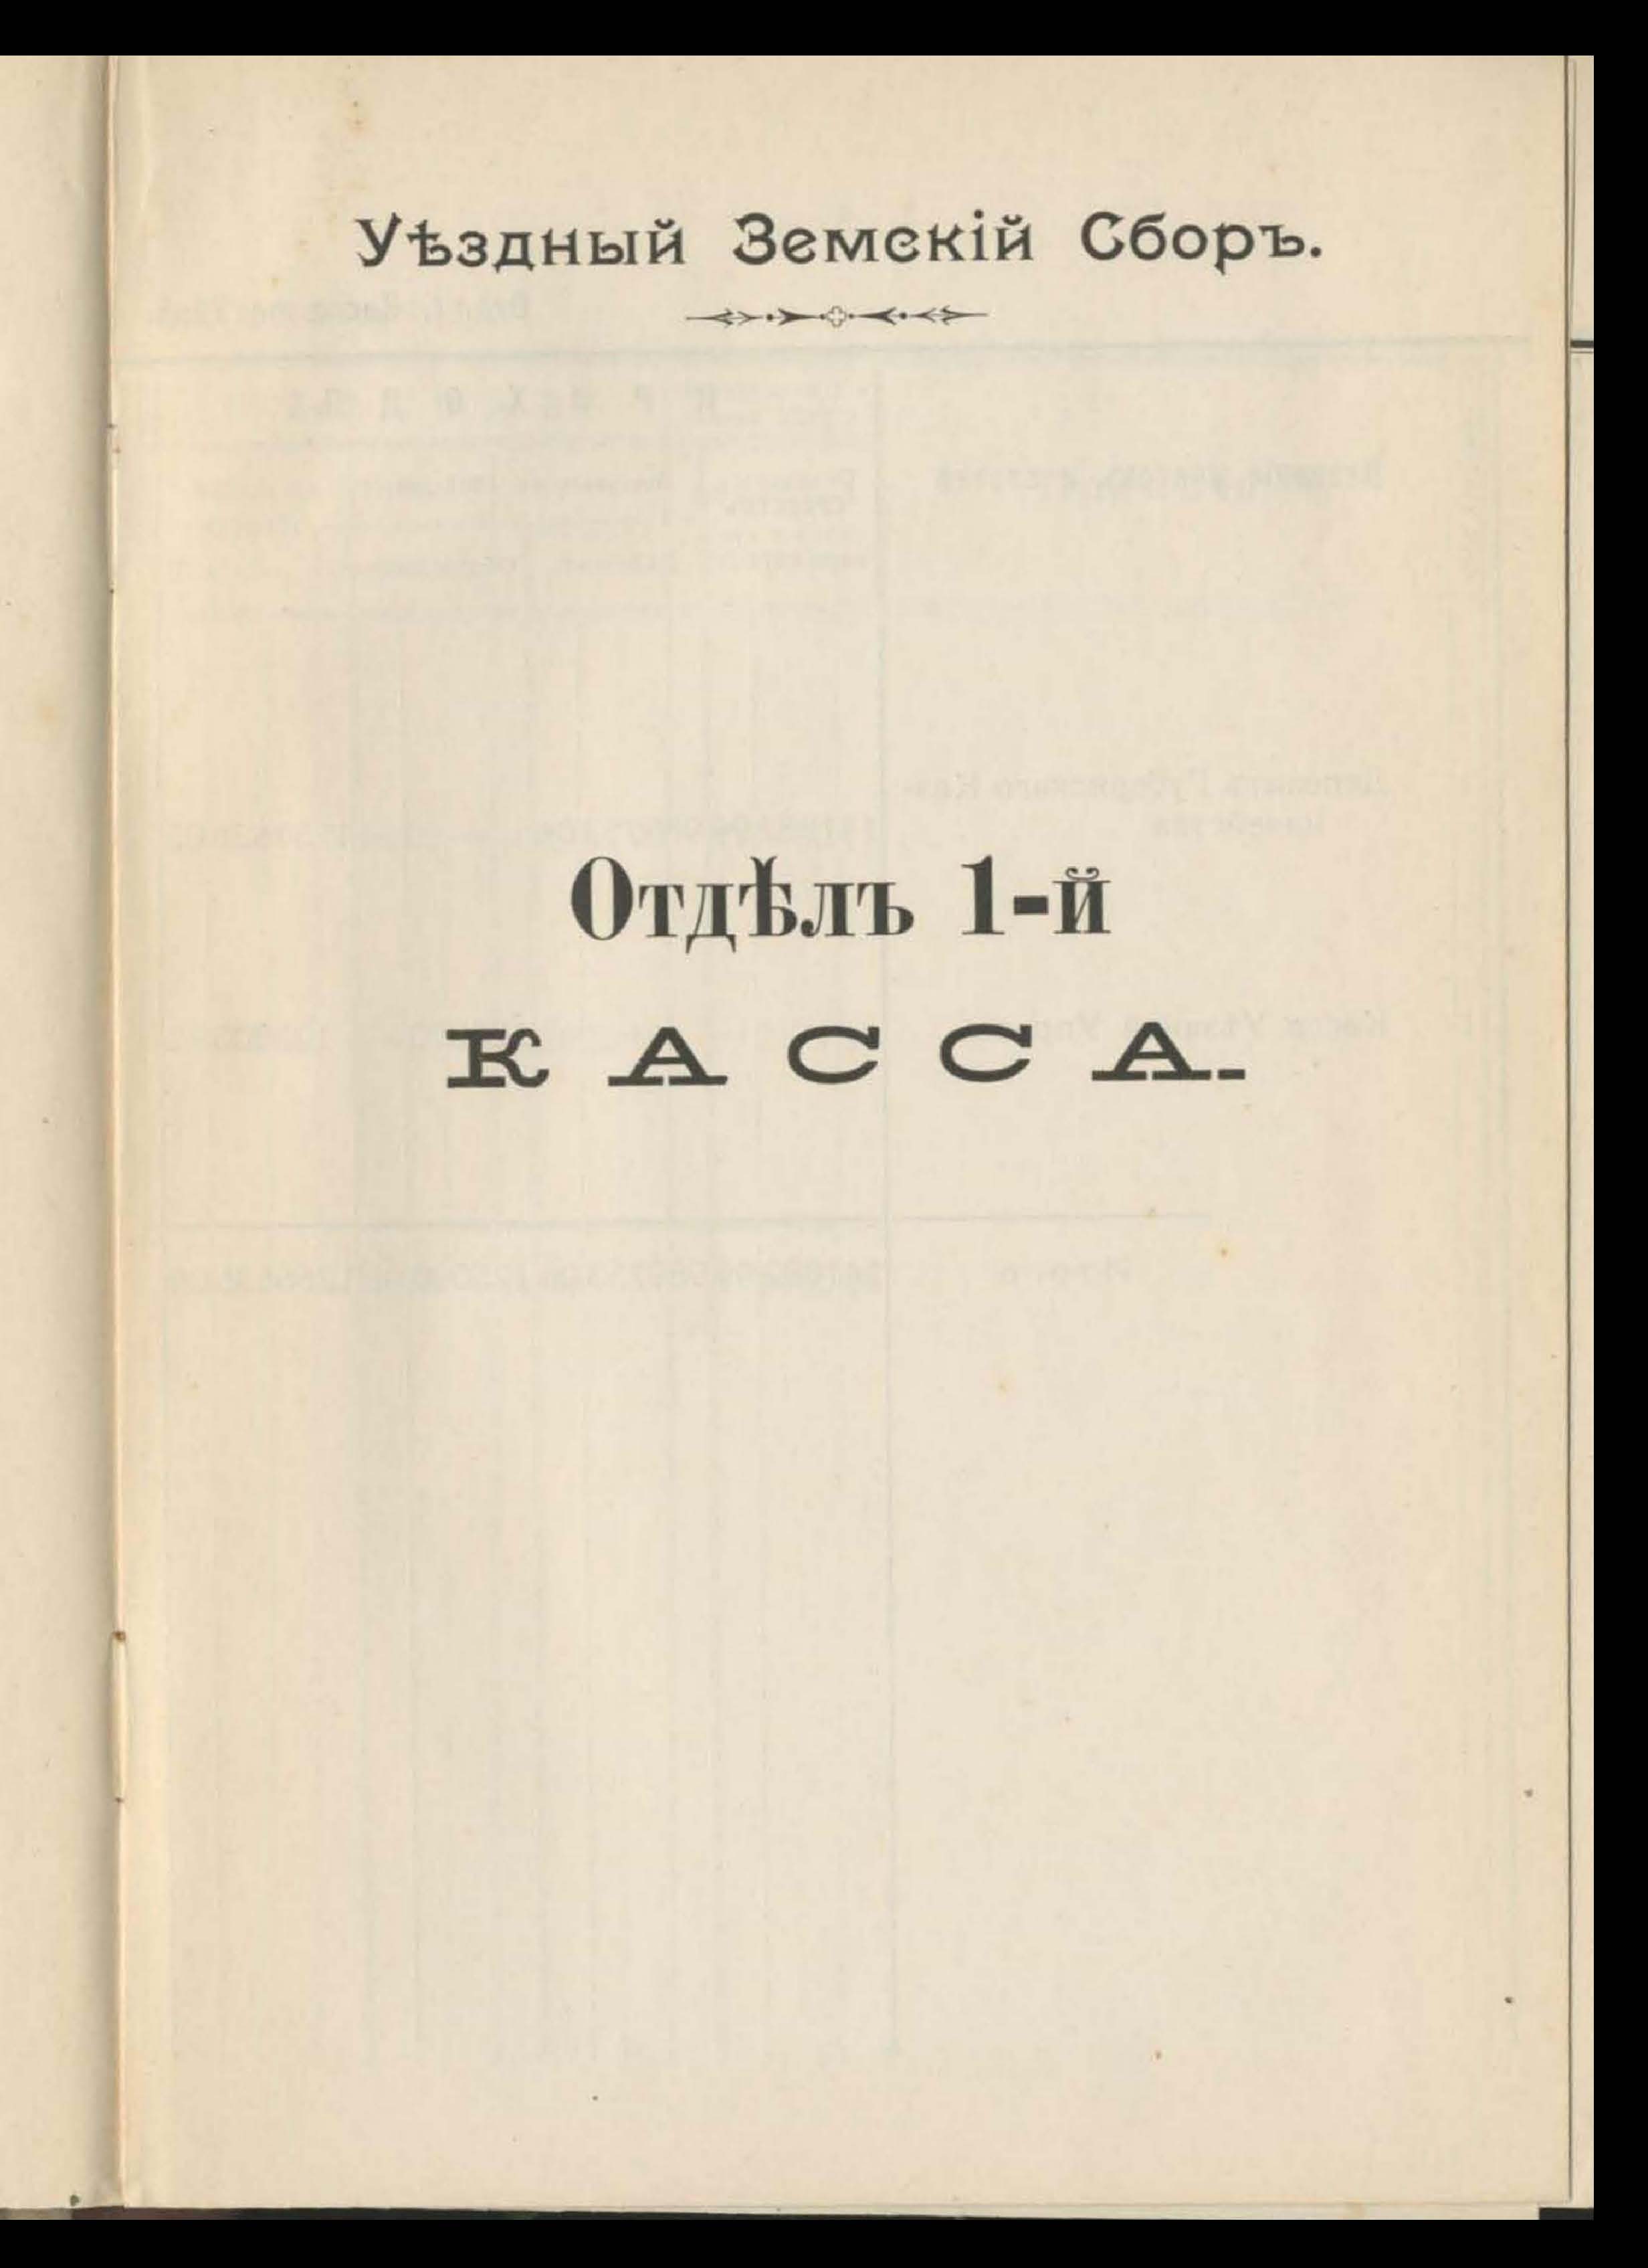 Уѣздный Земскій Сборъ.
Отдѣлъ 1-й
КАССА.